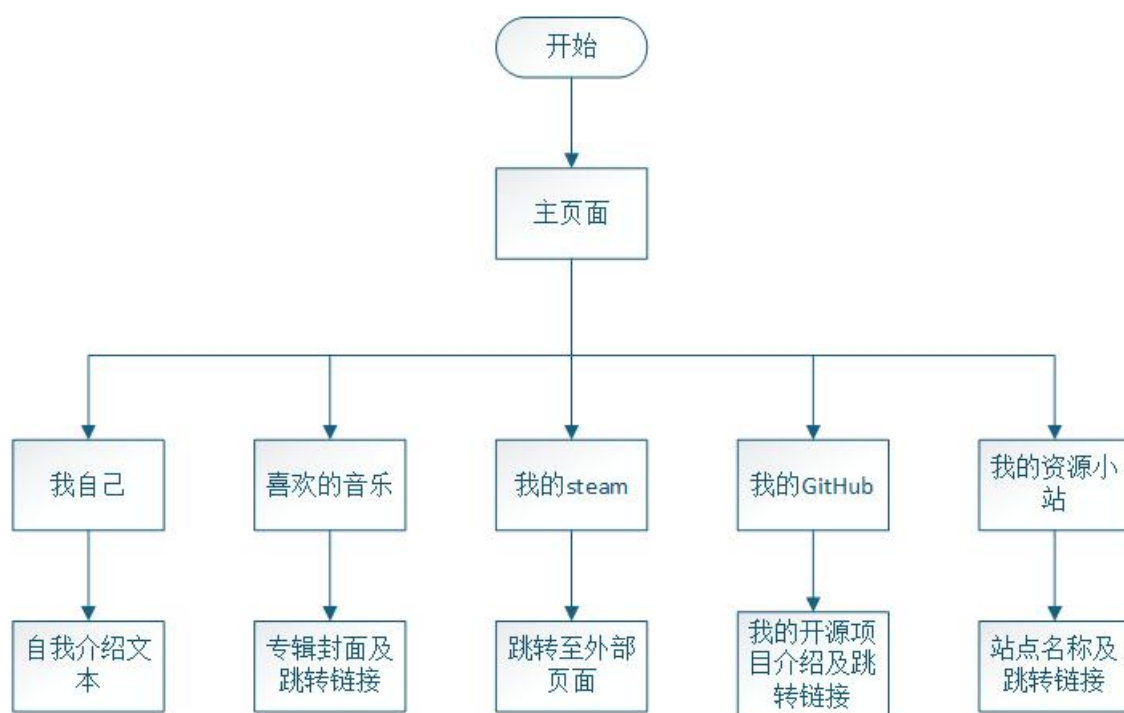 开始
主页面
我自己
喜欢的音乐
我的steam
我的GitHub
我的资源小
站
自我介绍文
本
专辑封面及
跳转链接
跳转至外部
页面
我的开源项
目介绍及跳
转链接
站点名称及
跳转链接